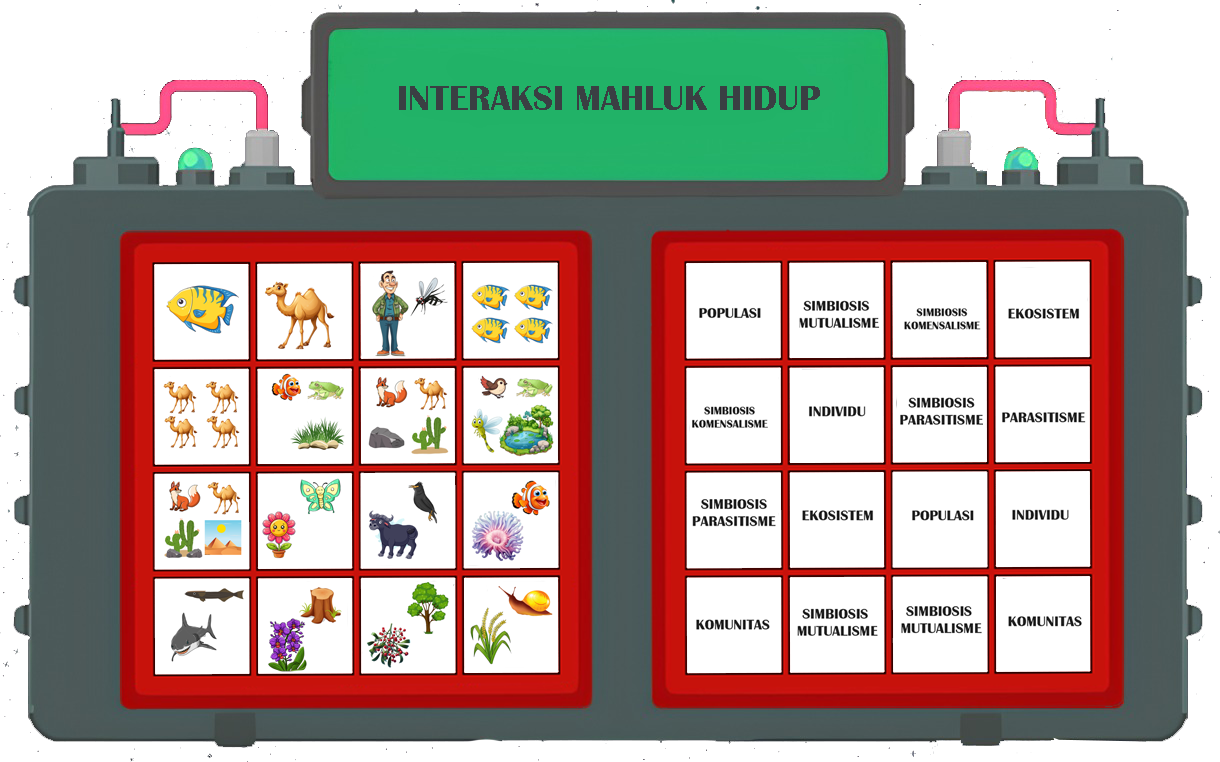 INTERAKSI MAHLUK HIDUP
POPULASI
SIMBIOSIS
MUTUALISME
SIMBIOSIS
KOMENSALISME
EKOSISTEM
SIMBIOSIS
KOMENSALISME
INDIVIDU
SIMBIOSIS
PARASITISME
PARASITISME
SIMBIOSIS
PARASITISME
EKOSISTEM
POPULASI
INDIVIDU
KOMUNITAS
SIMBIOSIS
MUTUALISME
SIMBIOSIS
MUTUALISME
KOMUNITAS